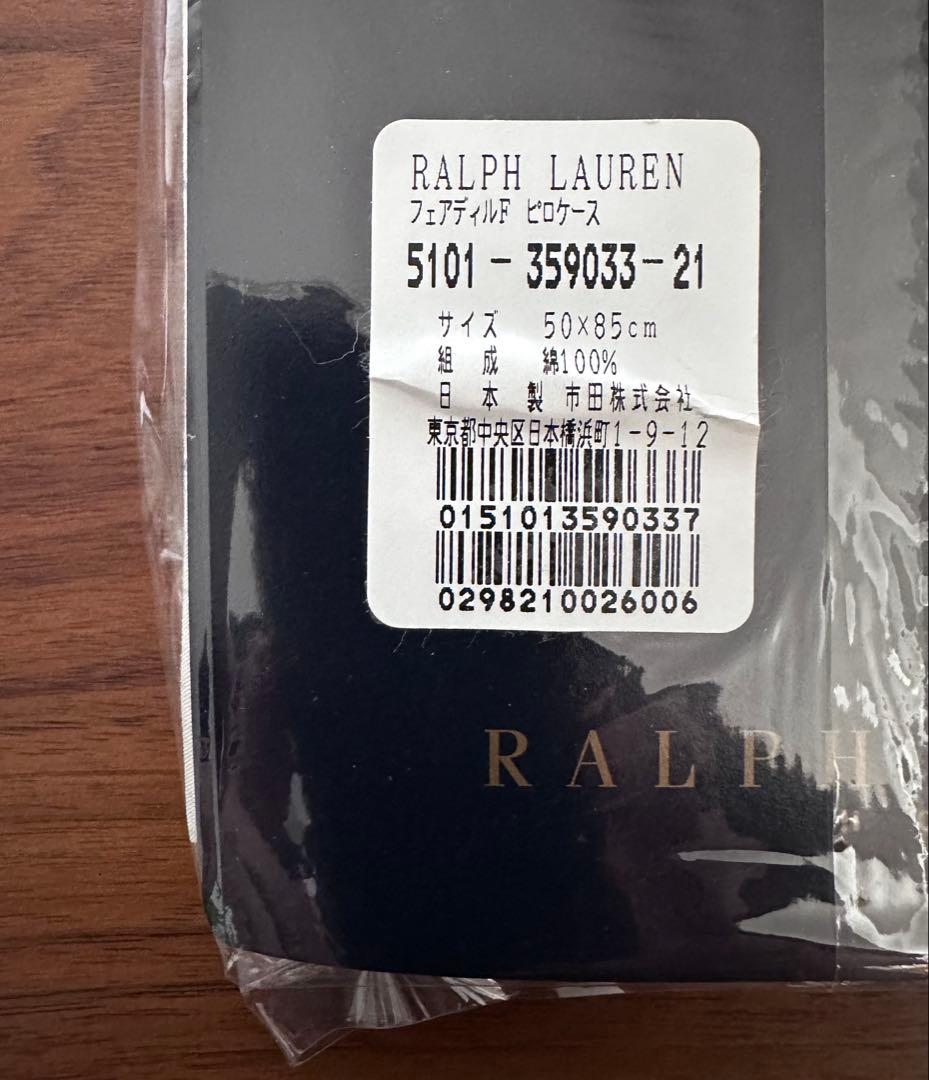 RALPH LAUREN
フェアディルF ピロケース
5101-359033-21
サイズ 50×85cm
組成 綿100%
日本製 市田株式会社
東京都中央区日本橋浜町1-9-12
0151013590337
0298210026006
RALPH